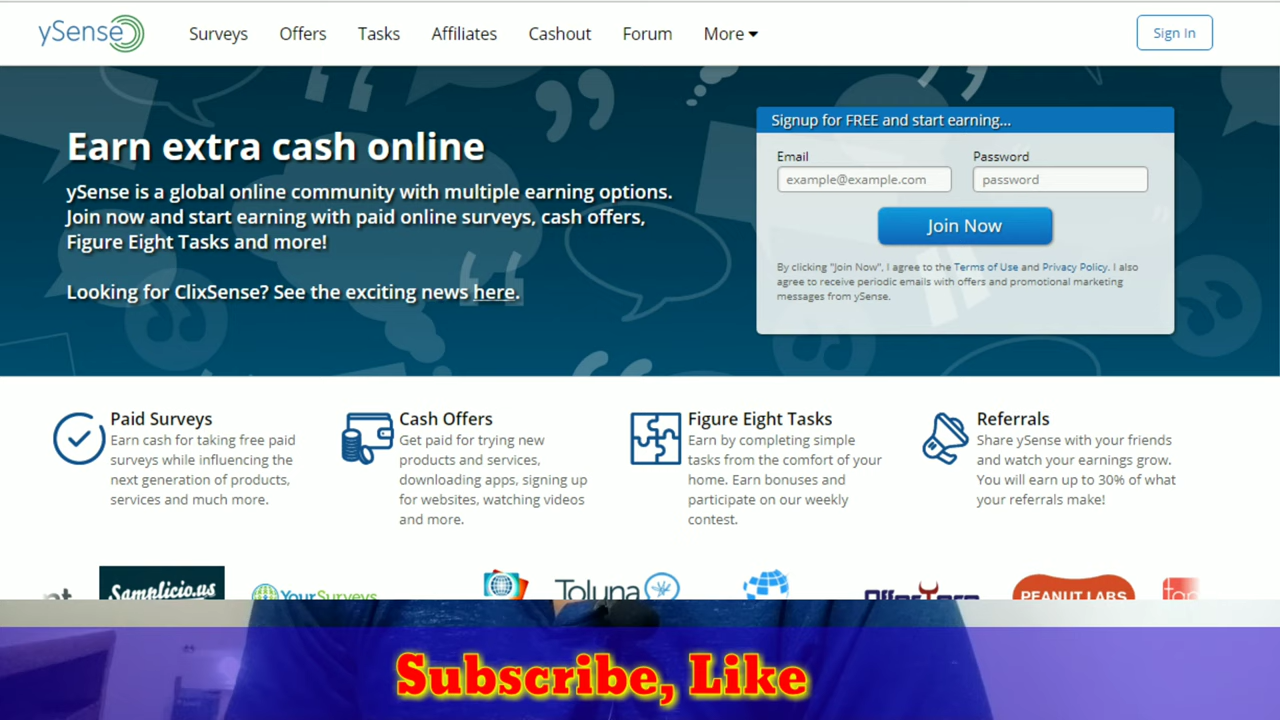 ySense
Surveys
Offers
Tasks
Affiliates
Cashout
Forum
More
Sign In
Earn extra cash online
ySense is a global online community with multiple earning options.
Join now and start earning with paid online surveys, cash offers,
Figure Eight Tasks and more!
Looking for ClixSense? See the exciting news here.
Signup for FREE and start earning...
Email
Password
example@example.com
password
Join Now
By clicking "Join Now", I agree to the Terms of Use and Privacy Policy. I also
agree to receive periodic emails with offers and promotional marketing
messages from ySense.
Paid Surveys
Earn cash for taking free paid
surveys while influencing the
next generation of products,
services and much more.
Cash Offers
Get paid for trying new
products and services,
downloading apps, signing up
for websites, watching videos
and more.
Figure Eight Tasks
Earn by completing simple
tasks from the comfort of your
home. Earn bonuses and
participate on our weekly
contest.
Referrals
Share ySense with your friends
and watch your earnings grow.
You will earn up to 30% of what
your referrals make!
Samplicio.us
YourSurveys
Toluna
OfferToro
PEANUT LABS
Subscribe, Like